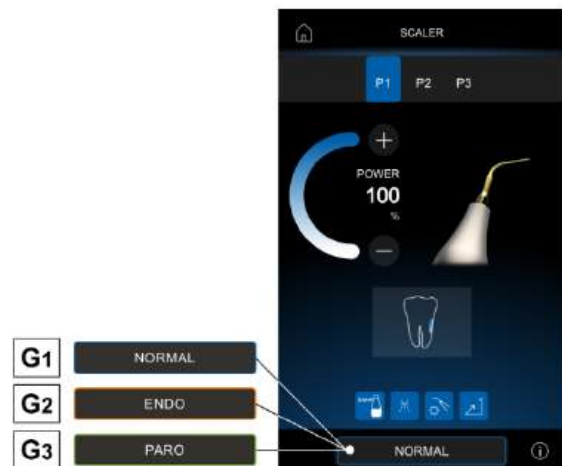 SCALER
P1 P2 P3
POWER
100
%
G1 NORMAL
G2 ENDO
G3 PARO
NORMAL